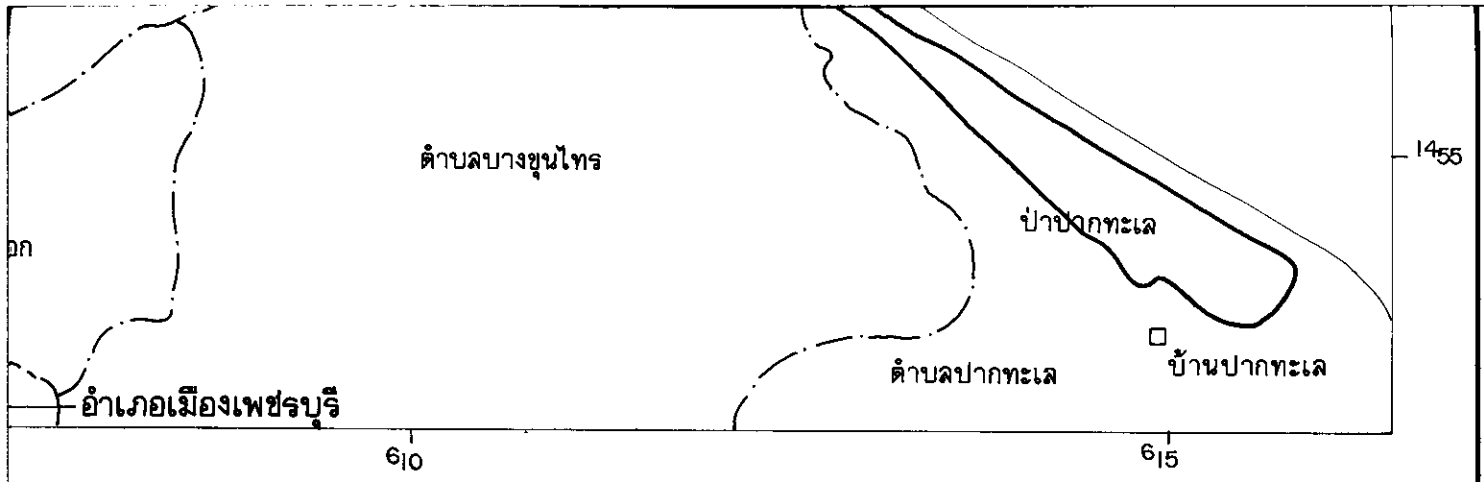 ตำบลบางขุนไทร
1455
ป่าปากทะเล
อก
ตำบลปากทะเล
บ้านปากทะเล
อำเภอเมืองเพชรบุรี
610
615